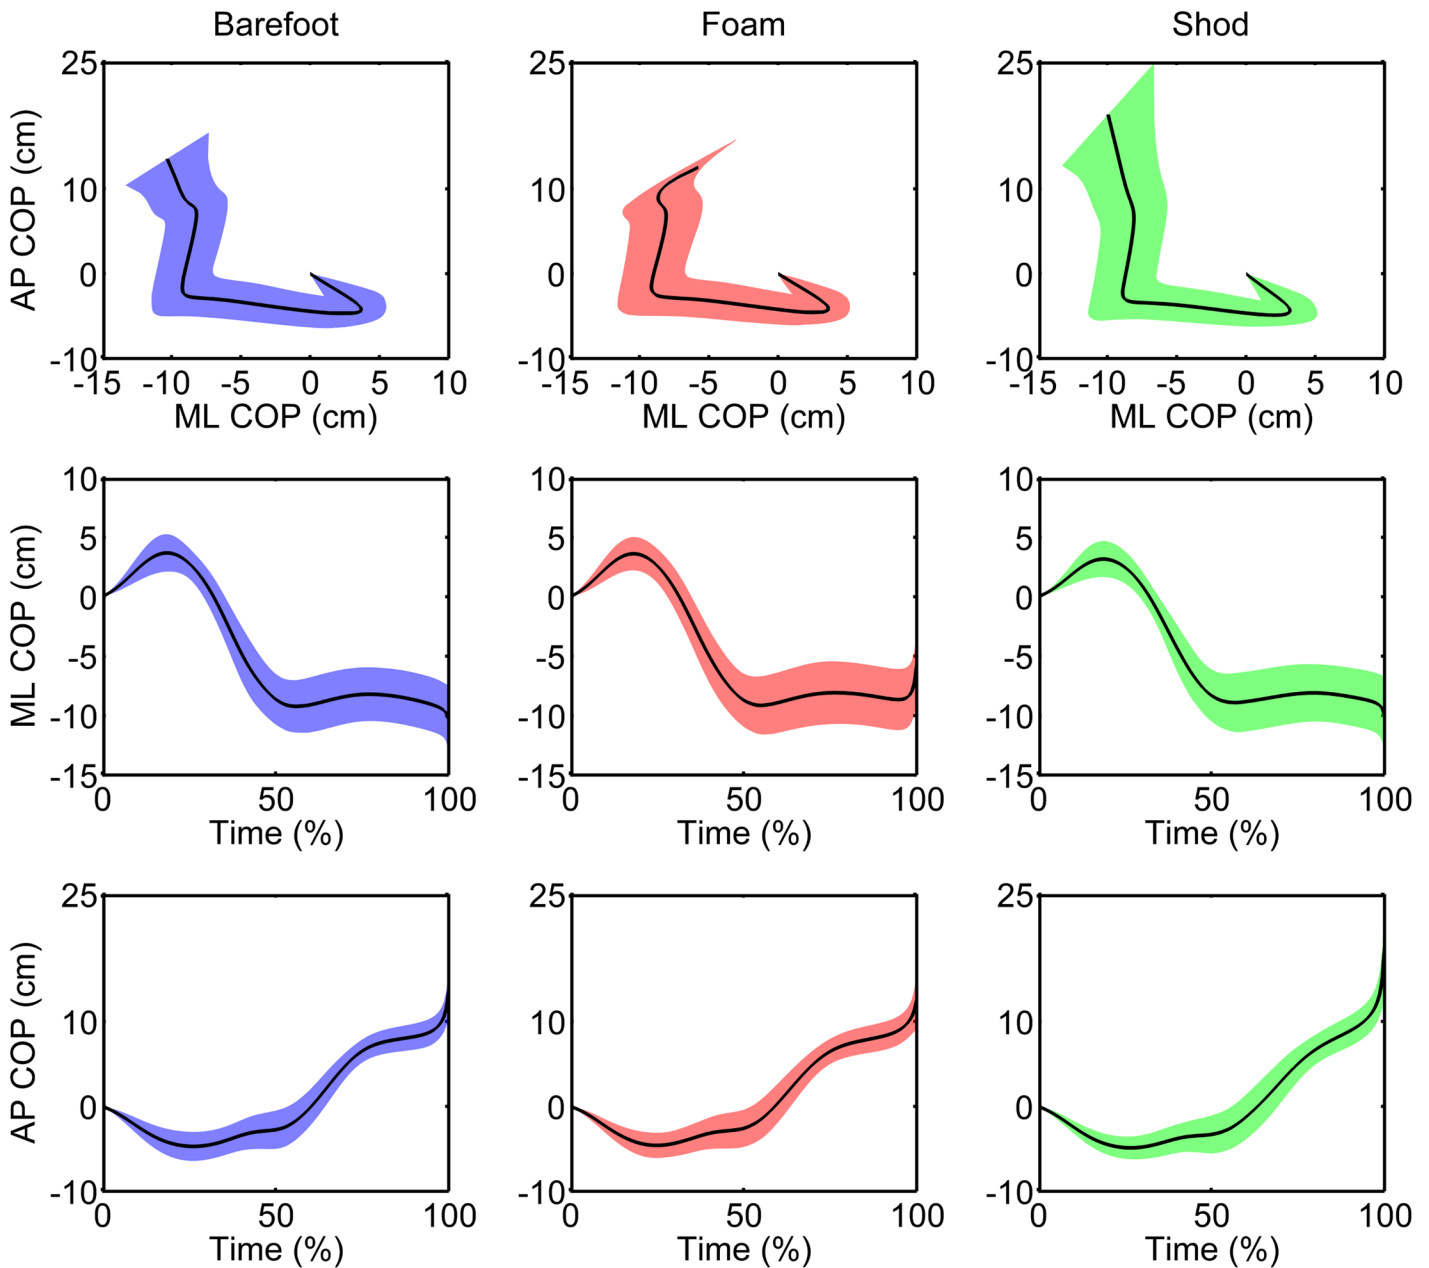 Barefoot Foam Shod
25 25 25
10 10 10
0 0 0
-10 -10 -10
AP COP (cm)
-15 -10 -5 0 5 10 -15 -10 -5 0 5 10 -15 -10 -5 0 5 10
ML COP (cm) ML COP (cm) ML COP (cm)
10 10 10
5 5 5
0 0 0
-5 -5 -5
-10 -10 -10
-15 -15 -15
ML COP (cm)
0 50 100 0 50 100 0 50 100
Time (%) Time (%) Time (%)
25 25 25
10 10 10
0 0 0
-10 -10 -10
AP COP (cm)
0 50 100 0 50 100 0 50 100
Time (%) Time (%) Time (%)